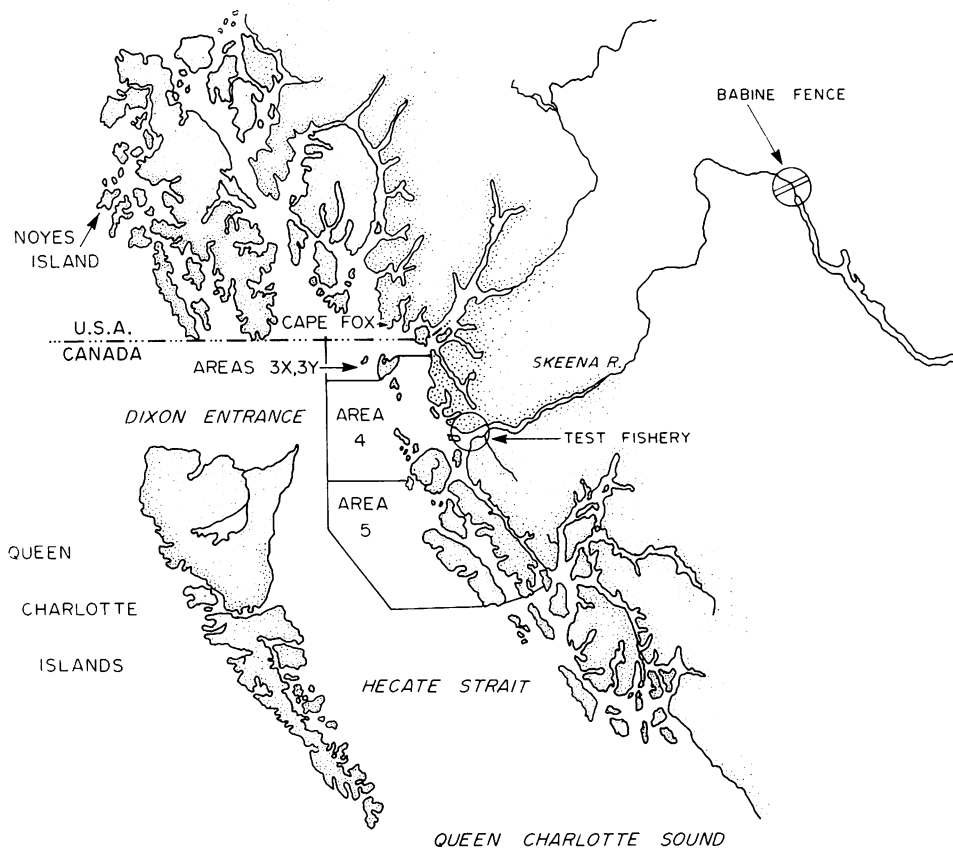 BABINE FENCE
NOYES
ISLAND
CAPE FOX
U.S.A.
CANADA
AREAS 3X,3Y
SKEENA R.
DIXON ENTRANCE
AREA
4
TEST FISHERY
AREA
5
QUEEN
CHARLOTTE
ISLANDS
HECATE STRAIT
QUEEN CHARLOTTE SOUND